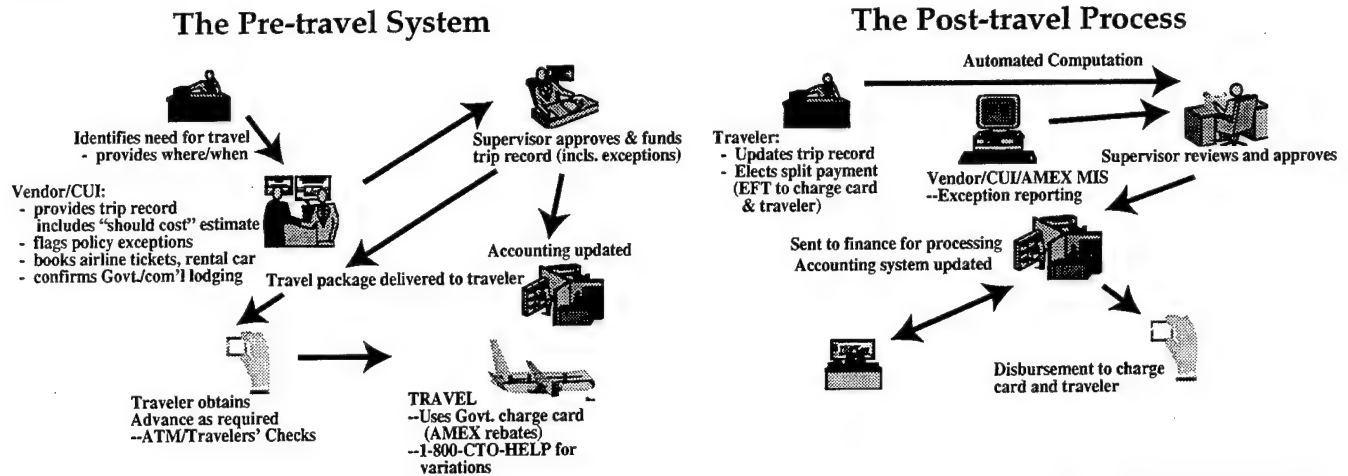 The Pre-travel System
Identifies need for travel
- provides where/when
Vendor/CUI:
- provides trip record
includes "should cost" estimate
- flags policy exceptions
- books airline tickets, rental car
- confirms Govt./com'l lodging
Supervisor approves & funds
trip record (incls. exceptions)
Accounting updated
Travel package delivered to traveler
Traveler obtains
Advance as required
--ATM/Travelers' Checks
TRAVEL
--Uses Govt. charge card
(AMEX rebates)
--1-800-CTO-HELP for
variations
The Post-travel Process
Automated Computation
Traveler:
- Updates trip record
- Elects split payment
(EFT to charge card
& traveler)
Vendor/CUI/AMEX MIS
--Exception reporting
Supervisor reviews and approves
Sent to finance for processing
Accounting system updated
Disbursement to charge
card and traveler